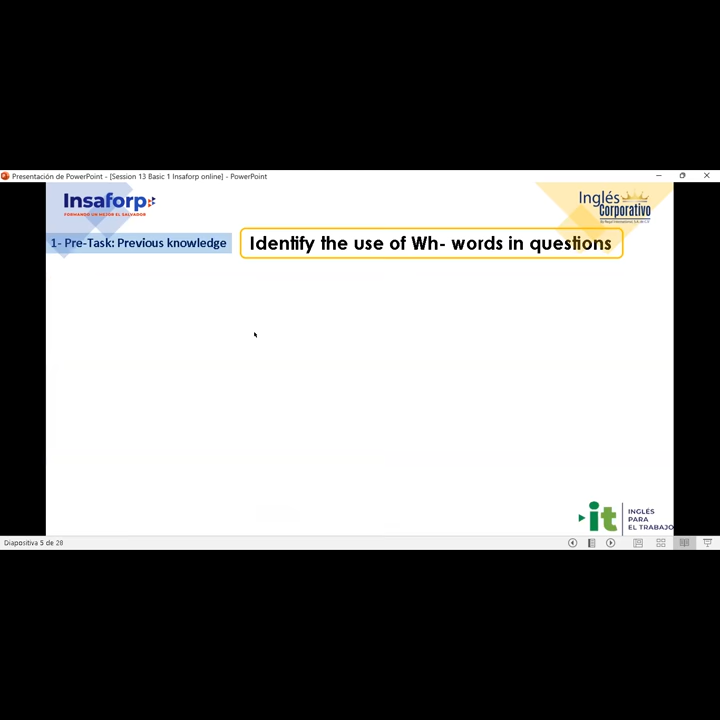 Presentación de PowerPoint - [Session 13 Basic 1 Insaforp online] - PowerPoint
Insaforp
FORMANDO UN MEJOR EL SALVADOR
Inglés
Corporativo
1- Pre-Task: Previous knowledge
Identify the use of Wh- words in questions
it
INGLÉS
PARA
EL TRABAJO
Diapositiva 5 de 28